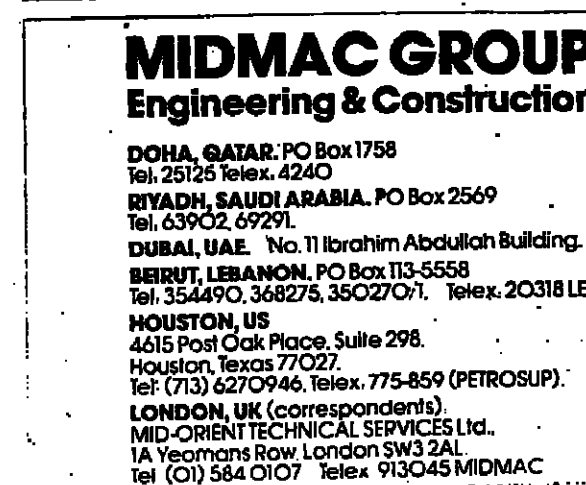 MIDMAC GROUP
Engineering & Construction
DOHA, QATAR. PO Box 1758
Tel. 25125 Telex. 4240
RIYADH, SAUDI ARABIA. PO Box 2569
Tel. 63902, 69291.
DUBAI, UAE. No. 11 Ibrahim Abdullah Building.
BEIRUT, LEBANON. PO Box 113-5558
Tel. 354490, 368275, 350270/1. Telex. 20318 LE
HOUSTON, US
4615 Post Oak Place, Suite 298.
Houston, Texas 77027.
Tel: (713) 6270946. Telex. 775-859 (PETROSUP).
LONDON, UK (correspondents).
MID-ORIENT TECHNICAL SERVICES Ltd.,
1A Yeomans Row, London SW3 2AL.
Tel (01) 584 0107 Telex 913045 MIDMAC